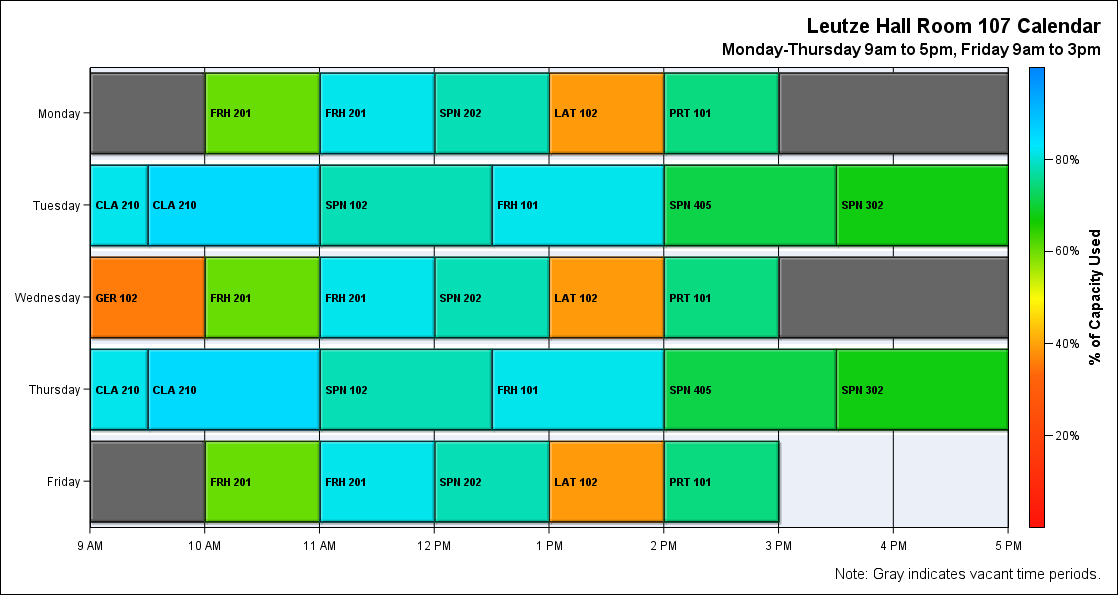 Leutze Hall Room 107 Calendar
Monday-Thursday 9am to 5pm, Friday 9am to 3pm
Monday
FRH 201
FRH 201
SPN 202
LAT 102
PRT 101
Tuesday
CLA 210
CLA 210
SPN 102
FRH 101
SPN 405
SPN 302
Wednesday
GER 102
FRH 201
FRH 201
SPN 202
LAT 102
PRT 101
Thursday
CLA 210
CLA 210
SPN 102
FRH 101
SPN 405
SPN 302
Friday
FRH 201
FRH 201
SPN 202
LAT 102
PRT 101
9 AM
10 AM
11 AM
12 PM
1 PM
2 PM
3 PM
4 PM
5 PM
80%
60%
40%
20%
% of Capacity Used
Note: Gray indicates vacant time periods.